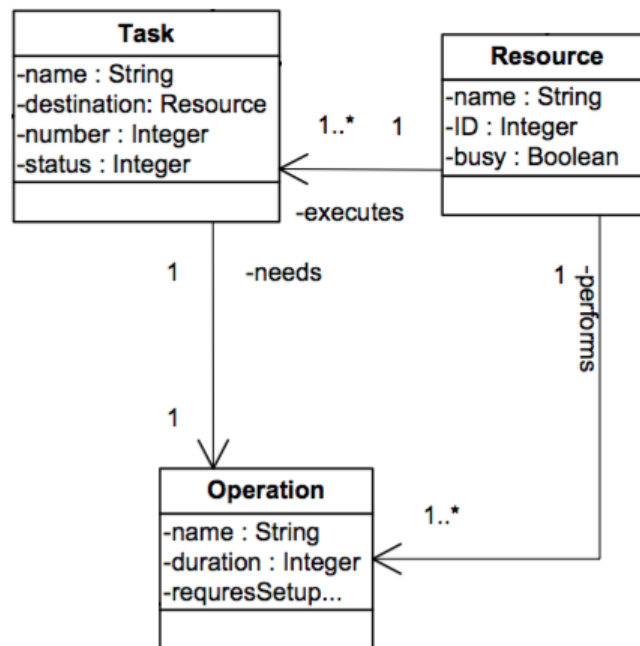 Task
-name : String
-destination: Resource
-number : Integer
-status : Integer
Resource
-name : String
-ID : Integer
-busy : Boolean
1..* 1
-executes
1 -needs
1 -performs
1
1..*
Operation
-name : String
-duration : Integer
-requresSetup...